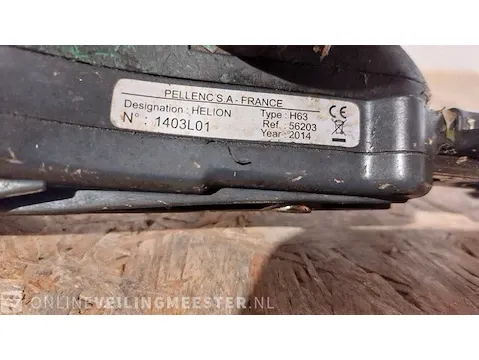 PELLENC S.A - FRANCE
Designation : HELION Type : H63
N° : 1403L01 Ref. : 56203
Year : 2014
CE
ONLINEVEILINGMEESTER.NL